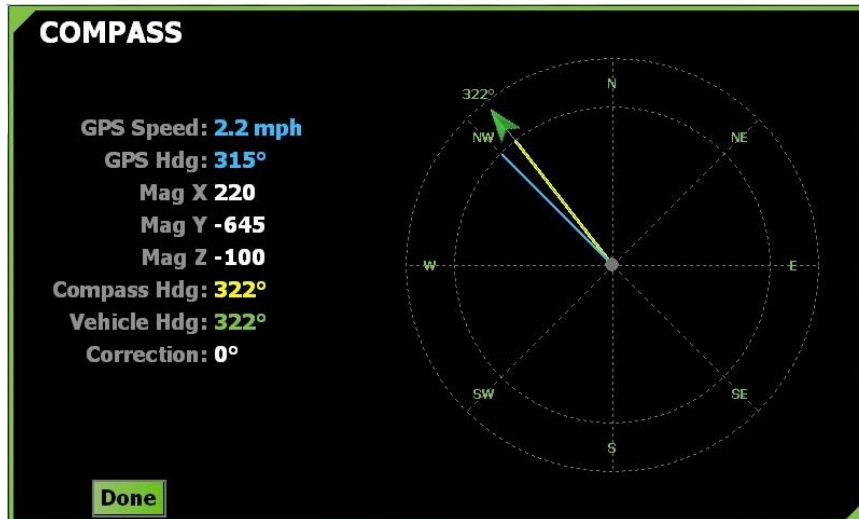 COMPASS
GPS Speed: 2.2 mph
GPS Hdg: 315°
Mag X 220
Mag Y -645
Mag Z -100
Compass Hdg: 322°
Vehicle Hdg: 322°
Correction: 0°
Done
322°
N
NW
NE
W
E
SW
SE
S